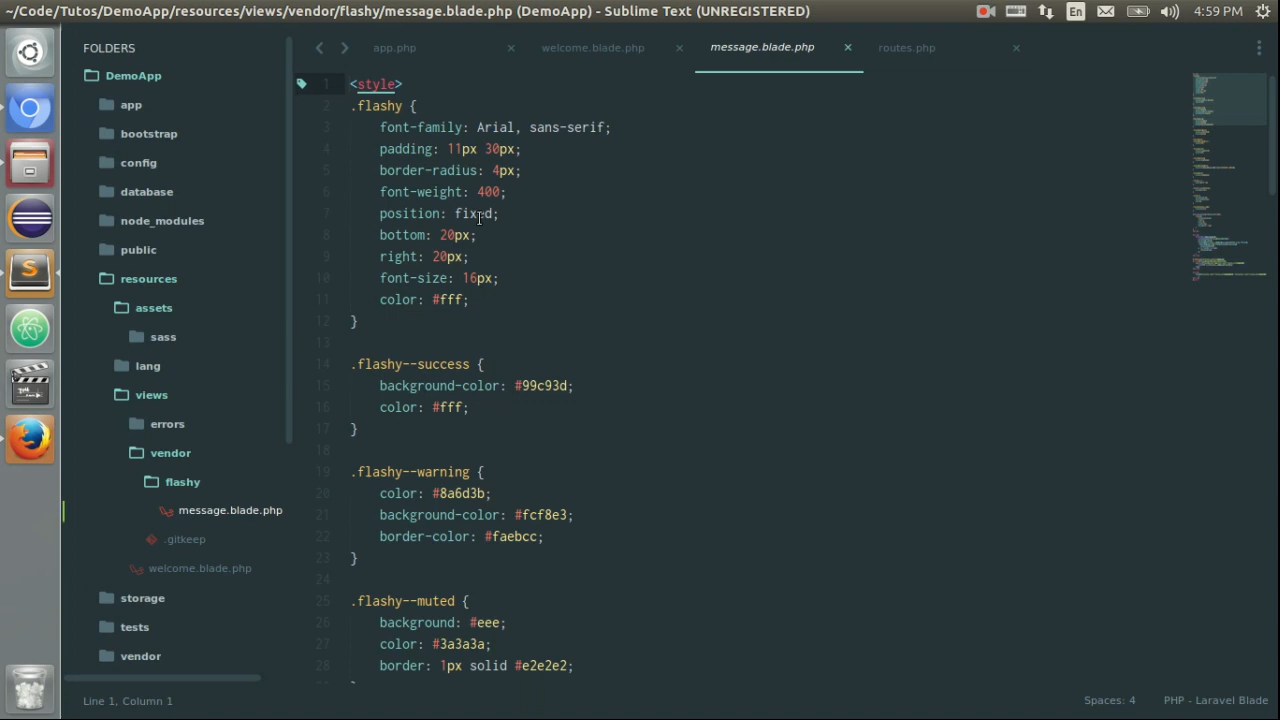 ~/Code/Tutos/DemoApp/resources/views/vendor/flashy/message.blade.php (DemoApp) - Sublime Text (UNREGISTERED)
En
4:59 PM
FOLDERS
DemoApp
app
bootstrap
config
database
node_modules
public
resources
assets
sass
lang
views
errors
vendor
flashy
message.blade.php
.gitkeep
welcome.blade.php
storage
tests
vendor
app.php
welcome.blade.php
message.blade.php
routes.php
1 <style>
2 .flashy {
3 font-family: Arial, sans-serif;
4 padding: 11px 30px;
5 border-radius: 4px;
6 font-weight: 400;
7 position: fixed;
8 bottom: 20px;
9 right: 20px;
10 font-size: 16px;
11 color: #fff;
12 }
13
14 .flashy--success {
15 background-color: #99c93d;
16 color: #fff;
17 }
18
19 .flashy--warning {
20 color: #8a6d3b;
21 background-color: #fcf8e3;
22 border-color: #faebcc;
23 }
24
25 .flashy--muted {
26 background: #eee;
27 color: #3a3a3a;
28 border: 1px solid #e2e2e2;
Line 1, Column 1
Spaces: 4
PHP - Laravel Blade